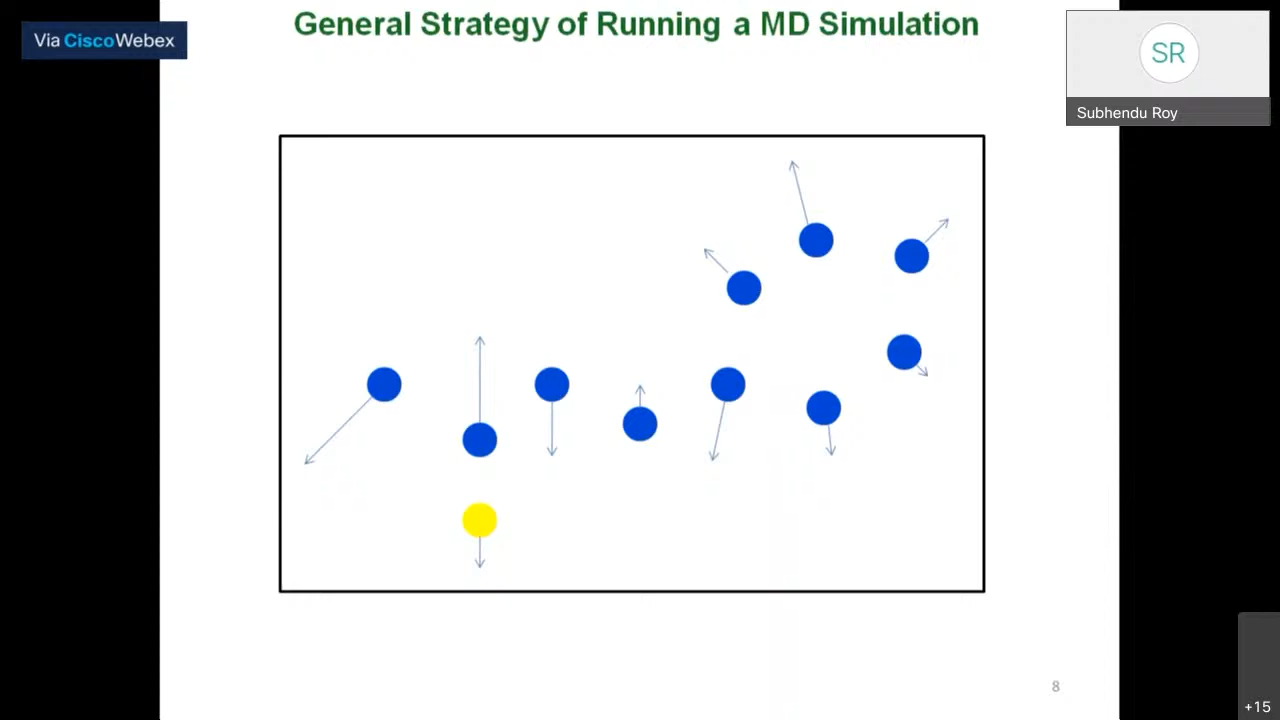 General Strategy of Running a MD Simulation
Via CiscoWebex
SR
Subhendu Roy
8
+15